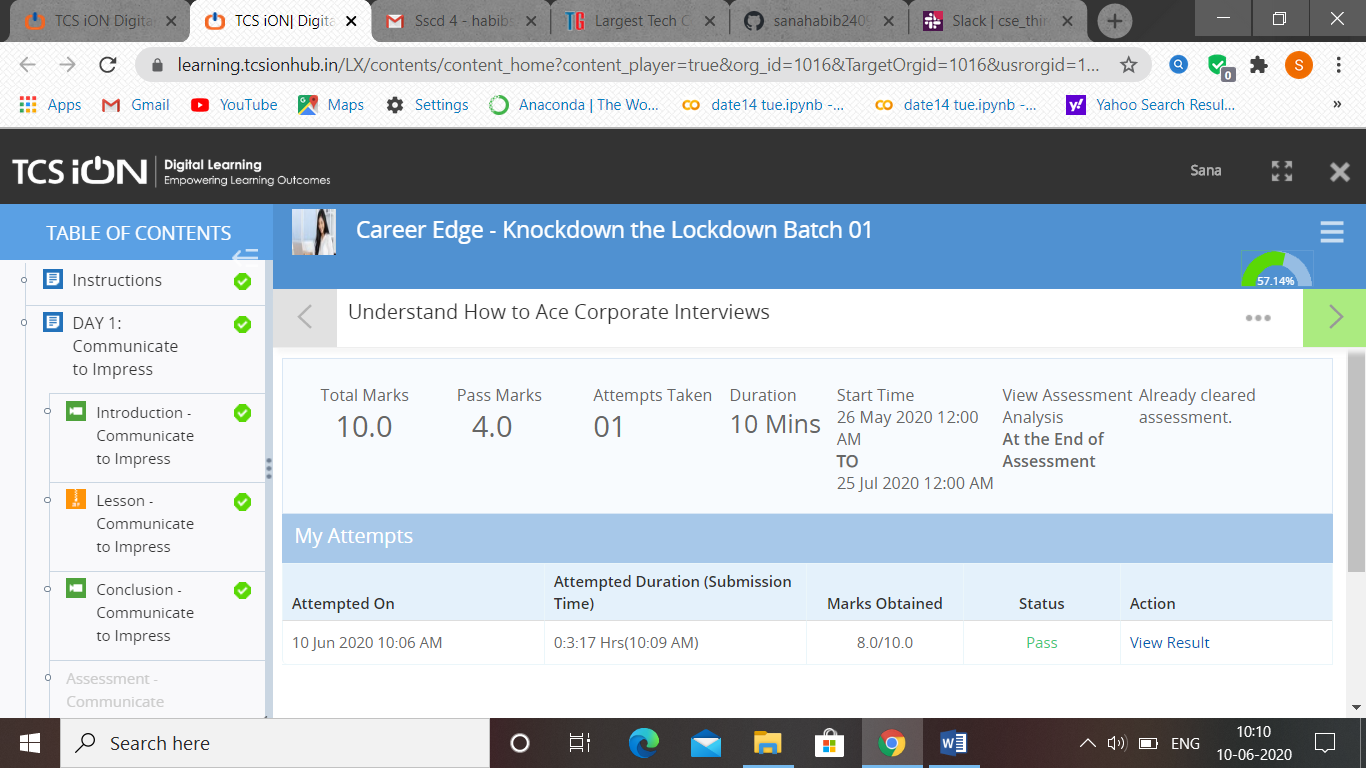 TCS iON Digita
TCS iON| Digita
Sscd 4 - habibs
Largest Tech C
sanahabib240
Slack | cse_thir
learning.tcsionhub.in/LX/contents/content_home?content_player=true&org_id=1016&TargetOrgid=1016&usrorgid=1...
0
S
Apps
Gmail
YouTube
Maps
Settings
Anaconda | The Wo...
date14 tue.ipynb -...
date14 tue.ipynb -...
Yahoo Search Resul...
»
TCS iON
Digital Learning
Empowering Learning Outcomes
Sana
TABLE OF CONTENTS
Career Edge - Knockdown the Lockdown Batch 01
57.14%
Instructions
DAY 1:
Communicate
to Impress
Introduction -
Communicate
to Impress
Lesson -
Communicate
to Impress
Conclusion -
Communicate
to Impress
Assessment -
Communicate
Understand How to Ace Corporate Interviews
Total Marks
10.0
Pass Marks
4.0
Attempts Taken
01
Duration
10 Mins
Start Time
26 May 2020 12:00
AM
TO
25 Jul 2020 12:00 AM
View Assessment
Analysis
At the End of
Assessment
Already cleared
assessment.
My Attempts
Attempted On
Attempted Duration (Submission
Time)
Marks Obtained
Status
Action
10 Jun 2020 10:06 AM
0:3:17 Hrs(10:09 AM)
8.0/10.0
Pass
View Result
Search here
ENG
10:10
10-06-2020